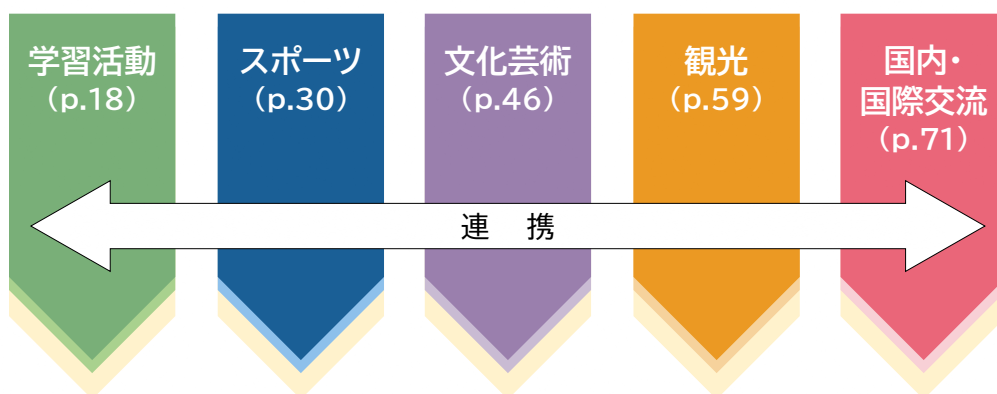 学習活動
（p.18）
スポーツ
（p.30）
文化芸術
（p.46）
観光
（p.59）
国内・
国際交流
（p.71）
連　携